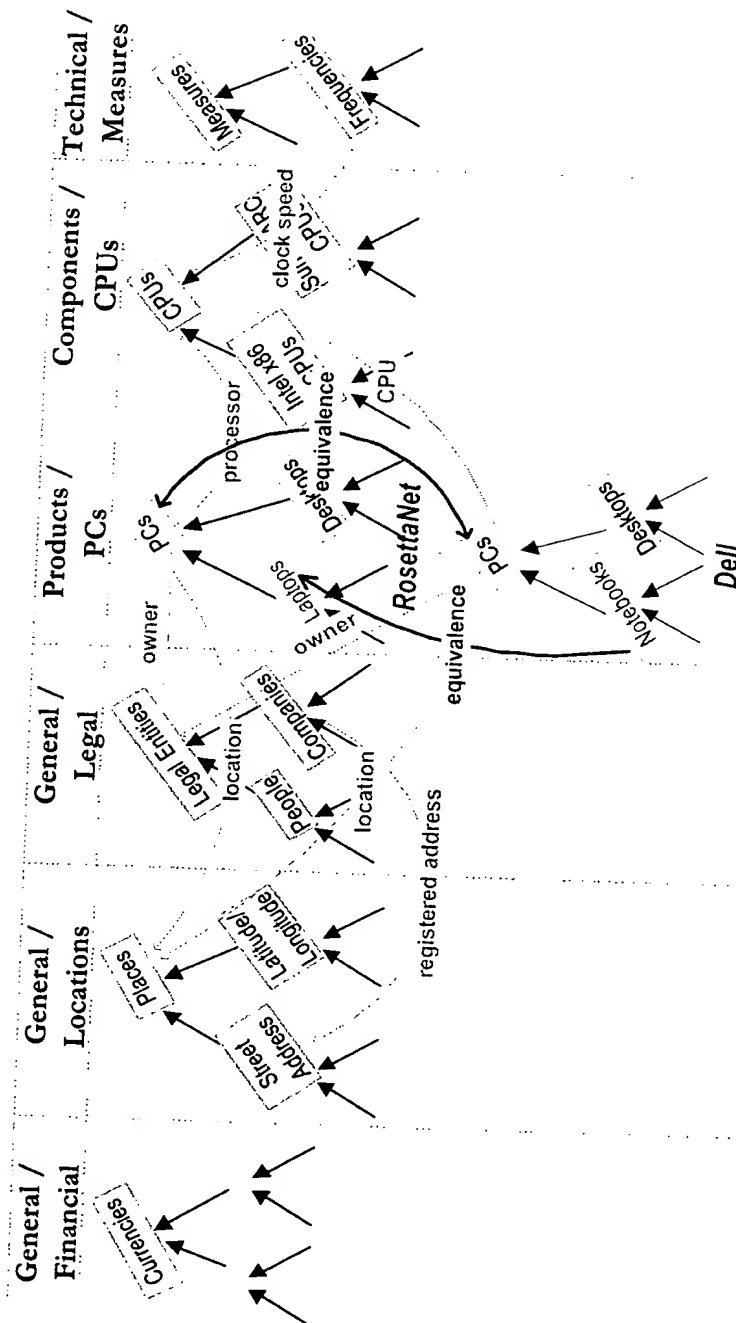 General /
Financial
General /
Locations
General /
Legal
Products /
PCs
Components /
CPUs
Technical /
Measures
Currencies
Places
Street
Address
Latitude/
Longitude
registered address
Legal Entities
People
Companies
location
location
owner
owner
PCs
Laptops
Desktops
RosettaNet
equivalence
equivalence
PCs
Notebooks
Desktops
Dell
processor
CPU
CPUs
Intel x86
CPUs
clock speed
Measures
Frequencies